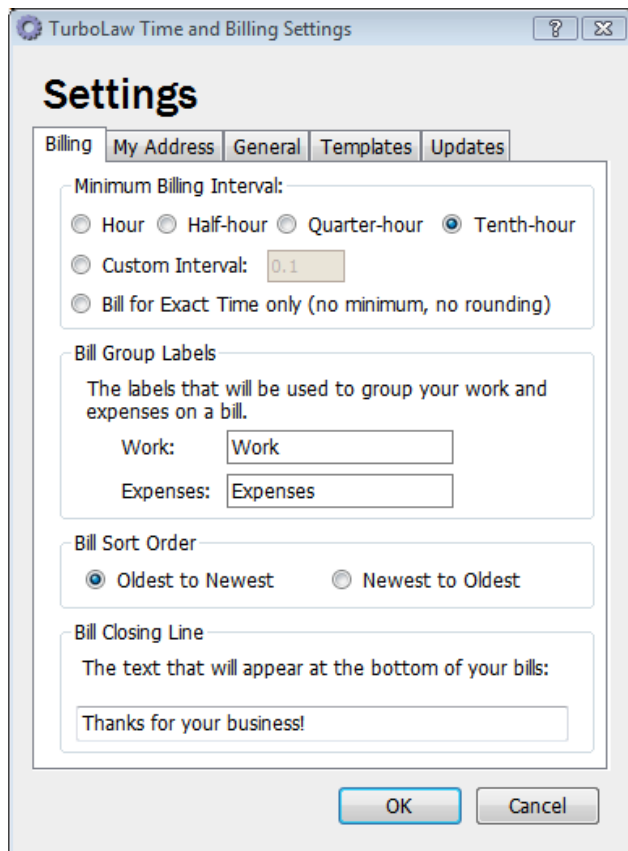 TurboLaw Time and Billing Settings
Settings
Billing My Address General Templates Updates
Minimum Billing Interval:
Hour Half-hour Quarter-hour Tenth-hour
Custom Interval: 0.1
Bill for Exact Time only (no minimum, no rounding)
Bill Group Labels
The labels that will be used to group your work and
expenses on a bill.
Work: Work
Expenses: Expenses
Bill Sort Order
Oldest to Newest Newest to Oldest
Bill Closing Line
The text that will appear at the bottom of your bills:
Thanks for your business!
OK Cancel